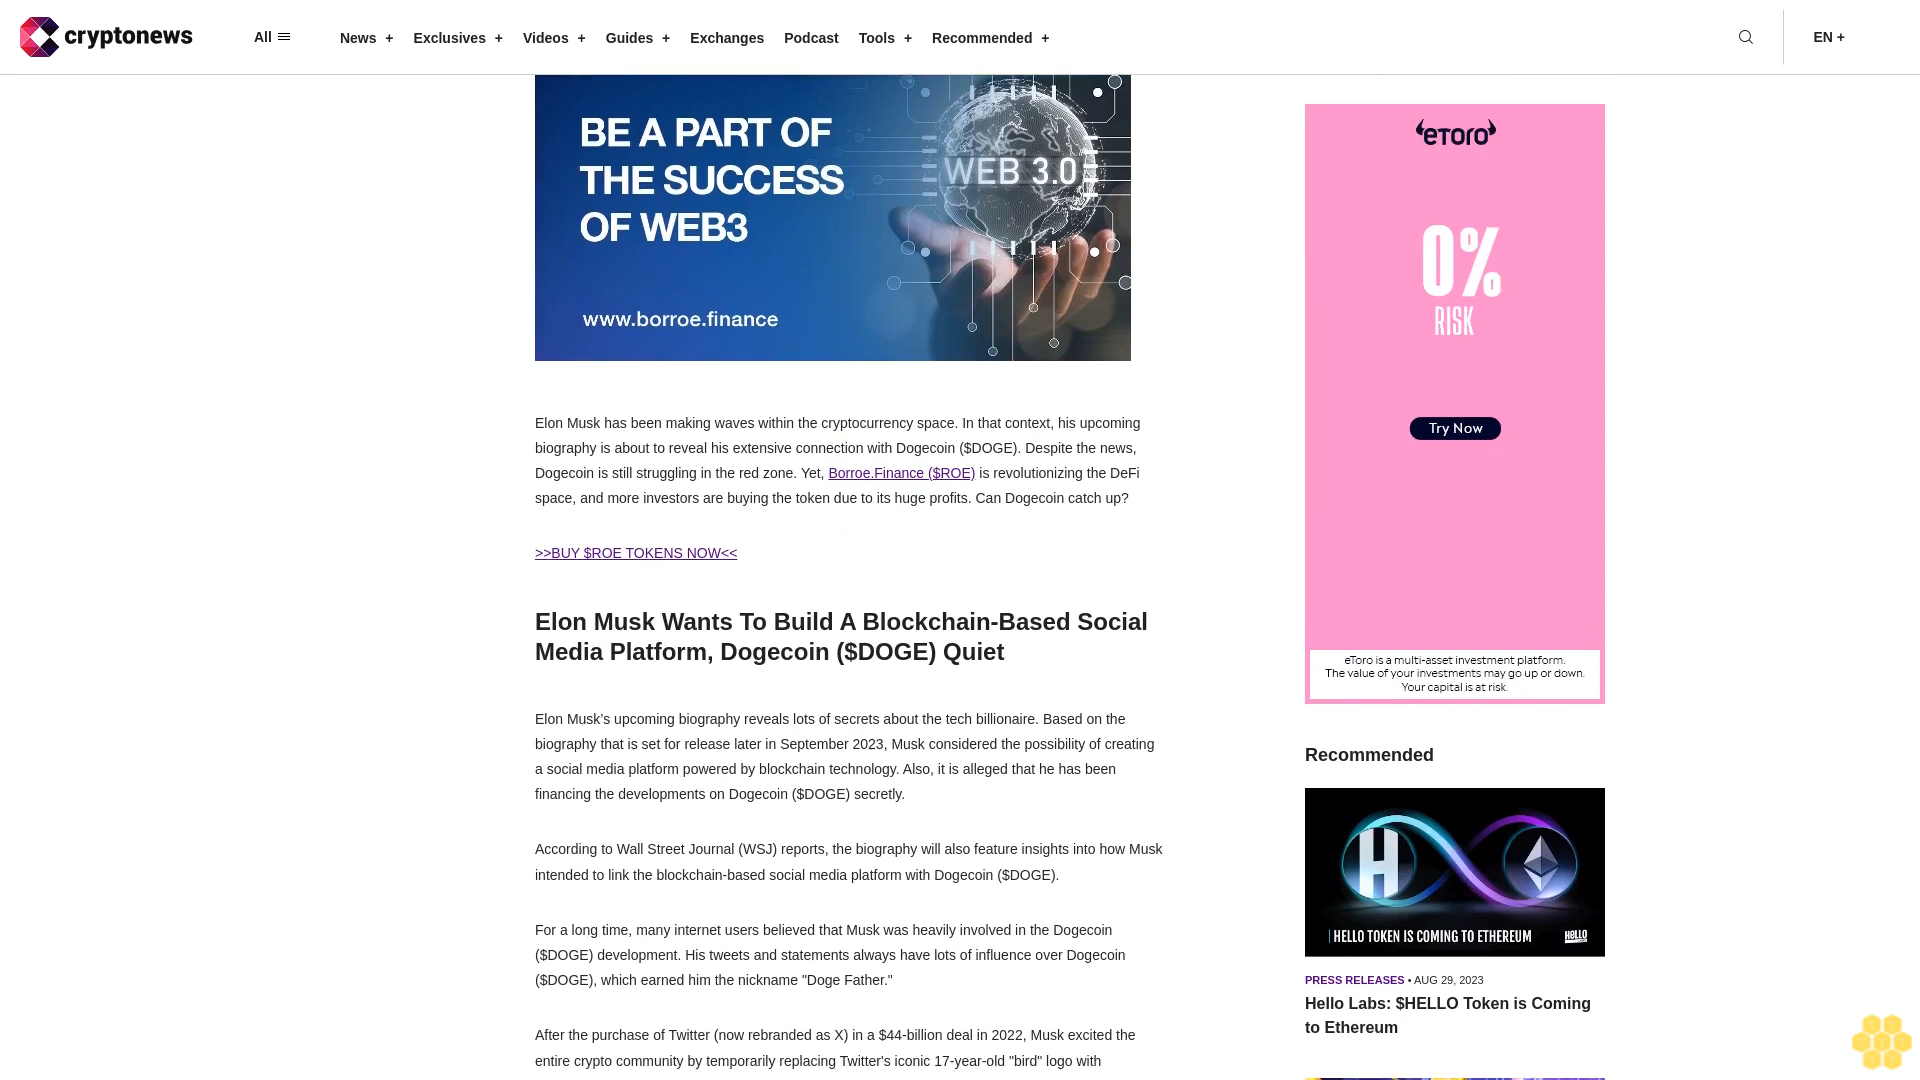 cryptonews
All
News +
Exclusives +
Videos +
Guides +
Exchanges
Podcast
Tools +
Recommended +
EN +
BE A PART OF
THE SUCCESS
OF WEB3
www.borroe.finance
WEB 3.0
Elon Musk has been making waves within the cryptocurrency space. In that context, his upcoming
biography is about to reveal his extensive connection with Dogecoin ($DOGE). Despite the news,
Dogecoin is still struggling in the red zone. Yet, Borroe.Finance ($ROE) is revolutionizing the DeFi
space, and more investors are buying the token due to its huge profits. Can Dogecoin catch up?
>>BUY $ROE TOKENS NOW<<
Elon Musk Wants To Build A Blockchain-Based Social
Media Platform, Dogecoin ($DOGE) Quiet
Elon Musk’s upcoming biography reveals lots of secrets about the tech billionaire. Based on the
biography that is set for release later in September 2023, Musk considered the possibility of creating
a social media platform powered by blockchain technology. Also, it is alleged that he has been
financing the developments on Dogecoin ($DOGE) secretly.
According to Wall Street Journal (WSJ) reports, the biography will also feature insights into how Musk
intended to link the blockchain-based social media platform with Dogecoin ($DOGE).
For a long time, many internet users believed that Musk was heavily involved in the Dogecoin
($DOGE) development. His tweets and statements always have lots of influence over Dogecoin
($DOGE), which earned him the nickname "Doge Father."
After the purchase of Twitter (now rebranded as X) in a $44-billion deal in 2022, Musk excited the
entire crypto community by temporarily replacing Twitter's iconic 17-year-old "bird" logo with
eToro
0%
RISK
Try Now
eToro is a multi-asset investment platform.
The value of your investments may go up or down.
Your capital is at risk.
Recommended
H
HELLO TOKEN IS COMING TO ETHEREUM
HELLO
PRESS RELEASES • AUG 29, 2023
Hello Labs: $HELLO Token is Coming
to Ethereum